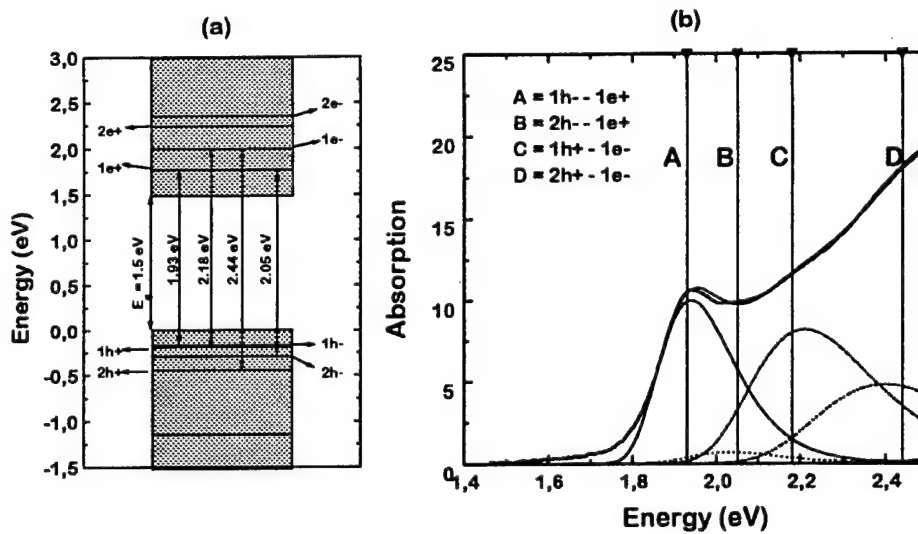 (a)
3,0
2,5
2,0
1,5
1,0
0,5
0,0
-0,5
-1,0
-1,5
Energy (eV)
2e-
2e+
1e-
1e+
E = 1.5 eV
1.93 eV
2.18 eV
2.44 eV
2.05 eV
1h+
1h-
2h+
2h-
(b)
25
20
15
10
5
0
Absorption
A = 1h- - 1e+
B = 2h- - 1e+
C = 1h+ - 1e-
D = 2h+ - 1e-
A
B
C
D
1,4
1,6
1,8
2,0
2,2
2,4
Energy (eV)